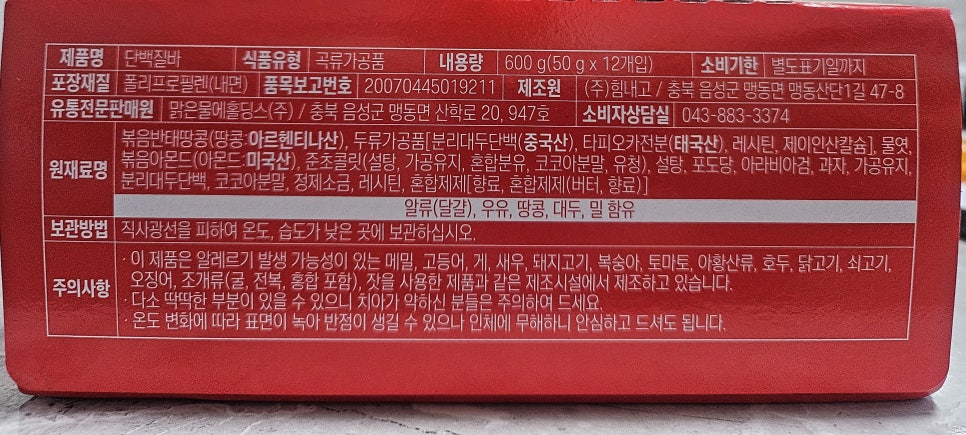 제품명 단백질바 식품유형 곡류가공품 내용량 600 g(50 g x 12개입) 소비기한 별도표기일까지
포장재질 폴리프로필렌(내면) 품목보고번호 20070445019211 제조원 (주)힘내고 / 충북 음성군 맹동면 맹동산단1길 47-8
유통전문판매원 맑은물에홀딩스(주) / 충북 음성군 맹동면 산학로 20, 947호 소비자상담실 043-883-3374
볶음반태땅콩(땅콩:아르헨티나산), 두류가공품[분리대두단백(중국산), 타피오카전분(태국산), 레시틴, 제이인산칼슘], 물엿,
원재료명 볶음아몬드(아몬드:미국산), 준초콜릿(설탕, 가공유지, 혼합분유, 코코아분말, 유청), 설탕, 포도당, 아라비아검, 과자, 가공유지,
분리대두단백, 코코아분말, 정제소금, 레시틴, 혼합제제[향료, 혼합제제(버터, 향료)]
알류(달걀), 우유, 땅콩, 대두, 밀 함유
보관방법 직사광선을 피하여 온도, 습도가 낮은 곳에 보관하십시오.
· 이 제품은 알레르기 발생 가능성이 있는 메밀, 고등어, 게, 새우, 돼지고기, 복숭아, 토마토, 아황산류, 호두, 닭고기, 쇠고기,
주의사항 오징어, 조개류(굴, 전복, 홍합 포함), 잣을 사용한 제품과 같은 제조시설에서 제조하고 있습니다.
· 다소 딱딱한 부분이 있을 수 있으니 치아가 약하신 분들은 주의하여 드세요.
· 온도 변화에 따라 표면이 녹아 반점이 생길 수 있으나 인체에 무해하니 안심하고 드셔도 됩니다.